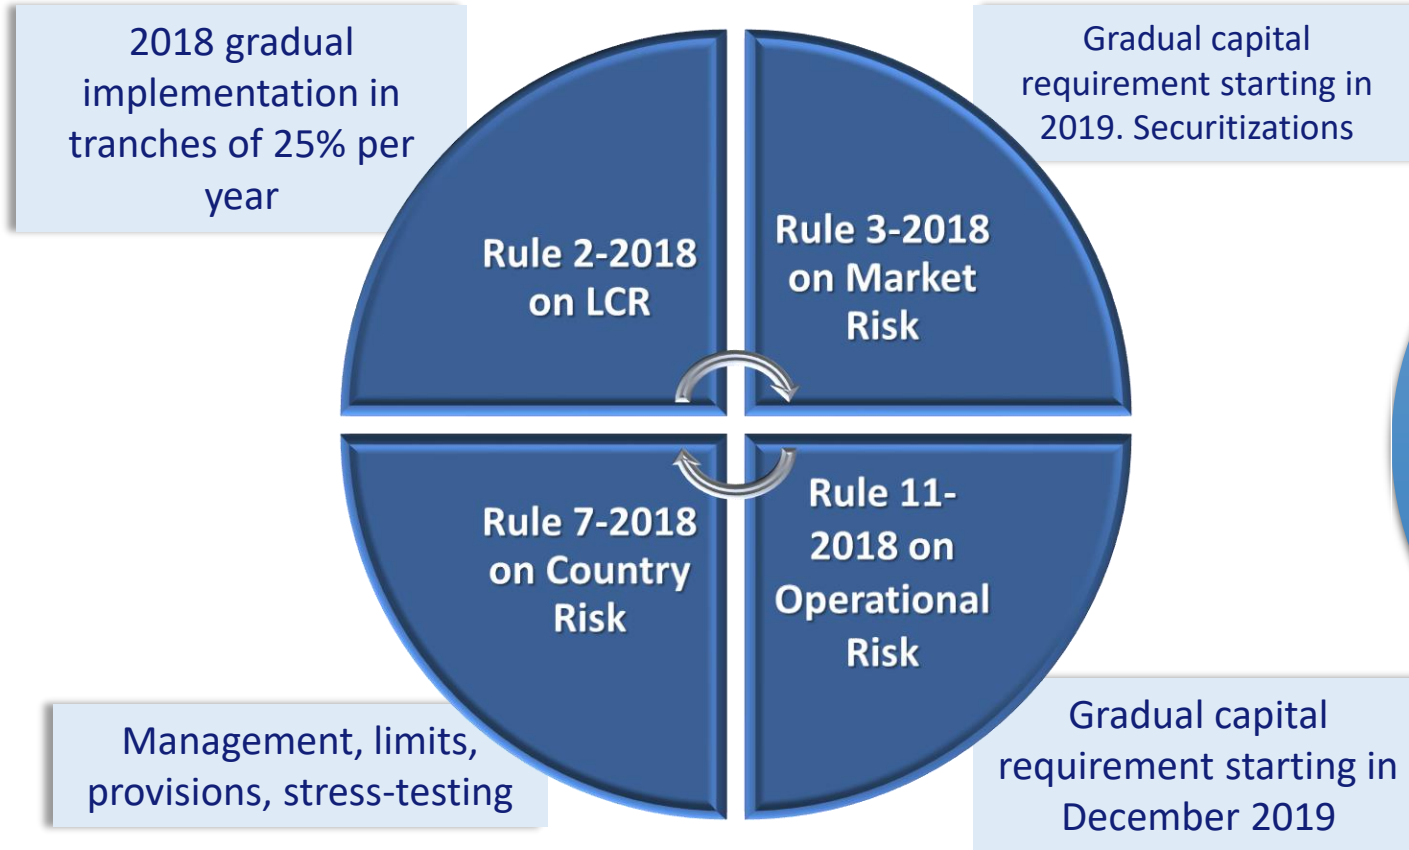 2018 gradual
implementation in
tranches of 25% per
year
Gradual capital
requirement starting in
2019. Securitizations
Rule 2-2018
on LCR
Rule 3-2018
on Market
Risk
Rule 7-2018
on Country
Risk
Rule 11-
2018 on
Operational
Risk
Management, limits,
provisions, stress-testing
Gradual capital
requirement starting in
December 2019